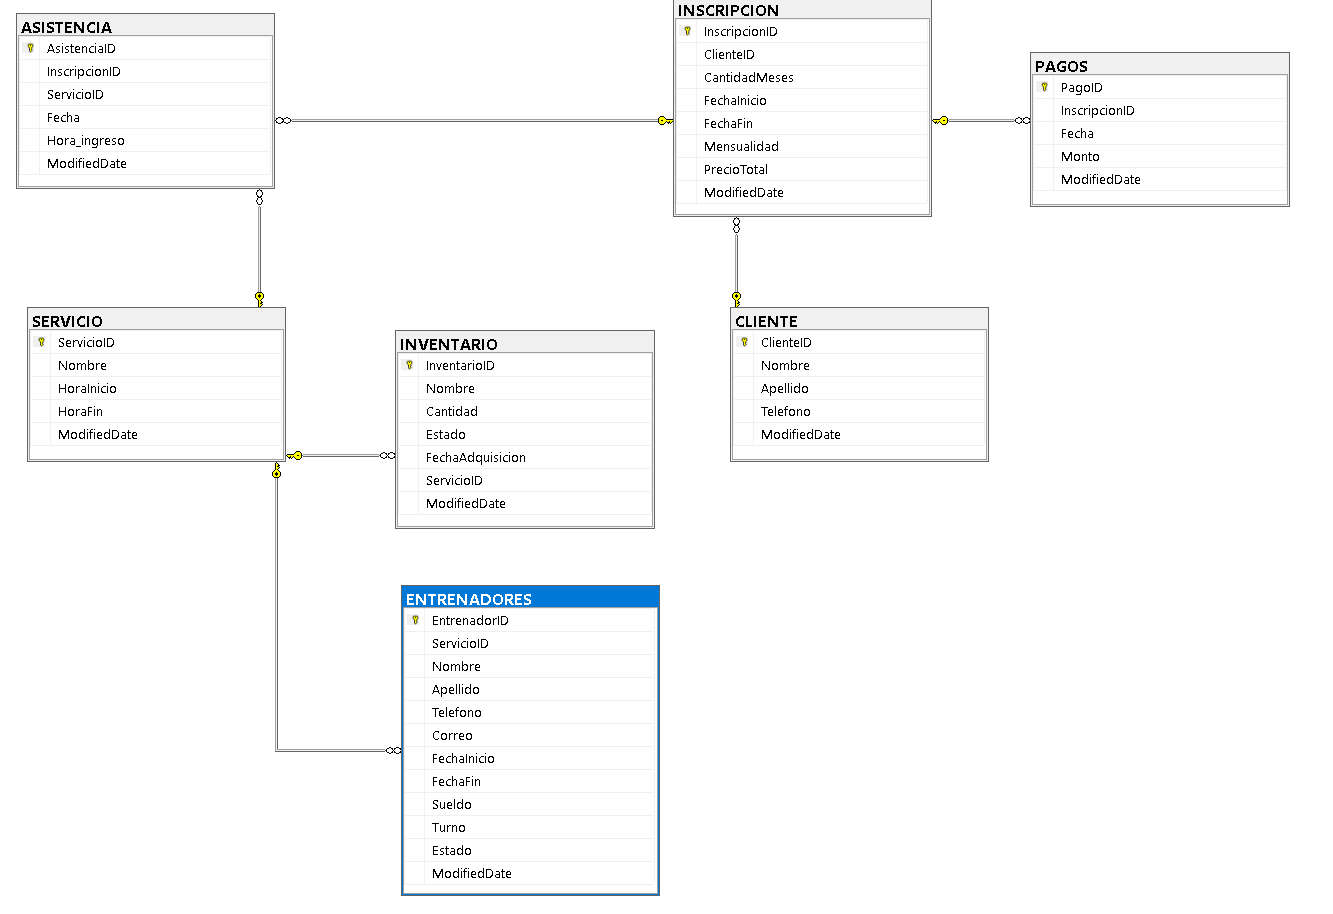 ASISTENCIA
AsistenciaID
InscripcionID
ServicioID
Fecha
Hora_ingreso
ModifiedDate
INSCRIPCION
InscripcionID
ClienteID
CantidadMeses
FechaInicio
FechaFin
Mensualidad
PrecioTotal
ModifiedDate
PAGOS
PagoID
InscripcionID
Fecha
Monto
ModifiedDate
SERVICIO
ServicioID
Nombre
HoraInicio
HoraFin
ModifiedDate
INVENTARIO
InventarioID
Nombre
Cantidad
Estado
FechaAdquisicion
ServicioID
ModifiedDate
CLIENTE
ClienteID
Nombre
Apellido
Telefono
ModifiedDate
ENTRENADORES
EntrenadorID
ServicioID
Nombre
Apellido
Telefono
Correo
FechaInicio
FechaFin
Sueldo
Turno
Estado
ModifiedDate